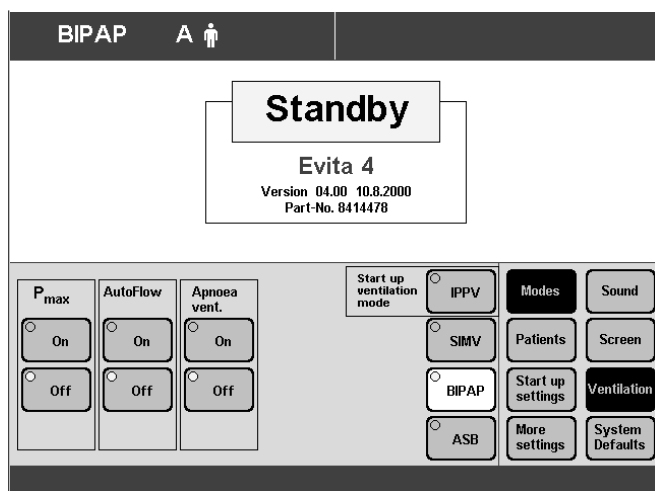 BIPAP A
Standby
Evita 4
Version 04.00 10.8.2000
Part-No. 8414478
Pmax
On
Off
AutoFlow
On
Off
Apnoea
vent.
On
Off
Start up
ventilation
mode
IPPV
SIMV
BIPAP
ASB
Modes
Patients
Start up
settings
More
settings
Sound
Screen
Ventilation
System
Defaults